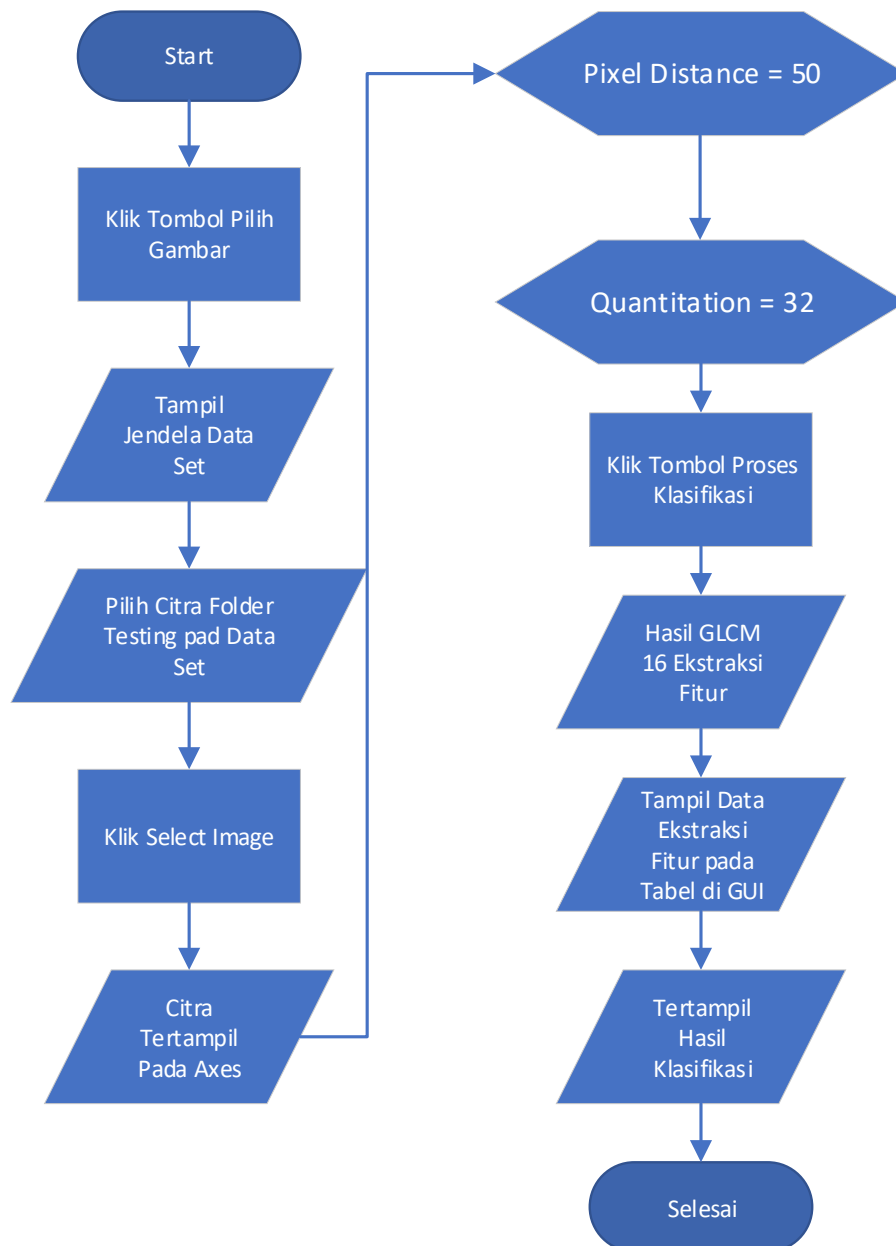 Start
Klik Tombol Pilih
Gambar
Tampil
Jendela Data
Set
Pilih Citra Folder
Testing pad Data
Set
Klik Select Image
Citra
Tertampil
Pada Axes
Pixel Distance = 50
Quantitation = 32
Klik Tombol Proses
Klasifikasi
Hasil GLCM
16 Ekstraksi
Fitur
Tampil Data
Ekstraksi
Fitur pada
Tabel di GUI
Tertampil
Hasil
Klasifikasi
Selesai